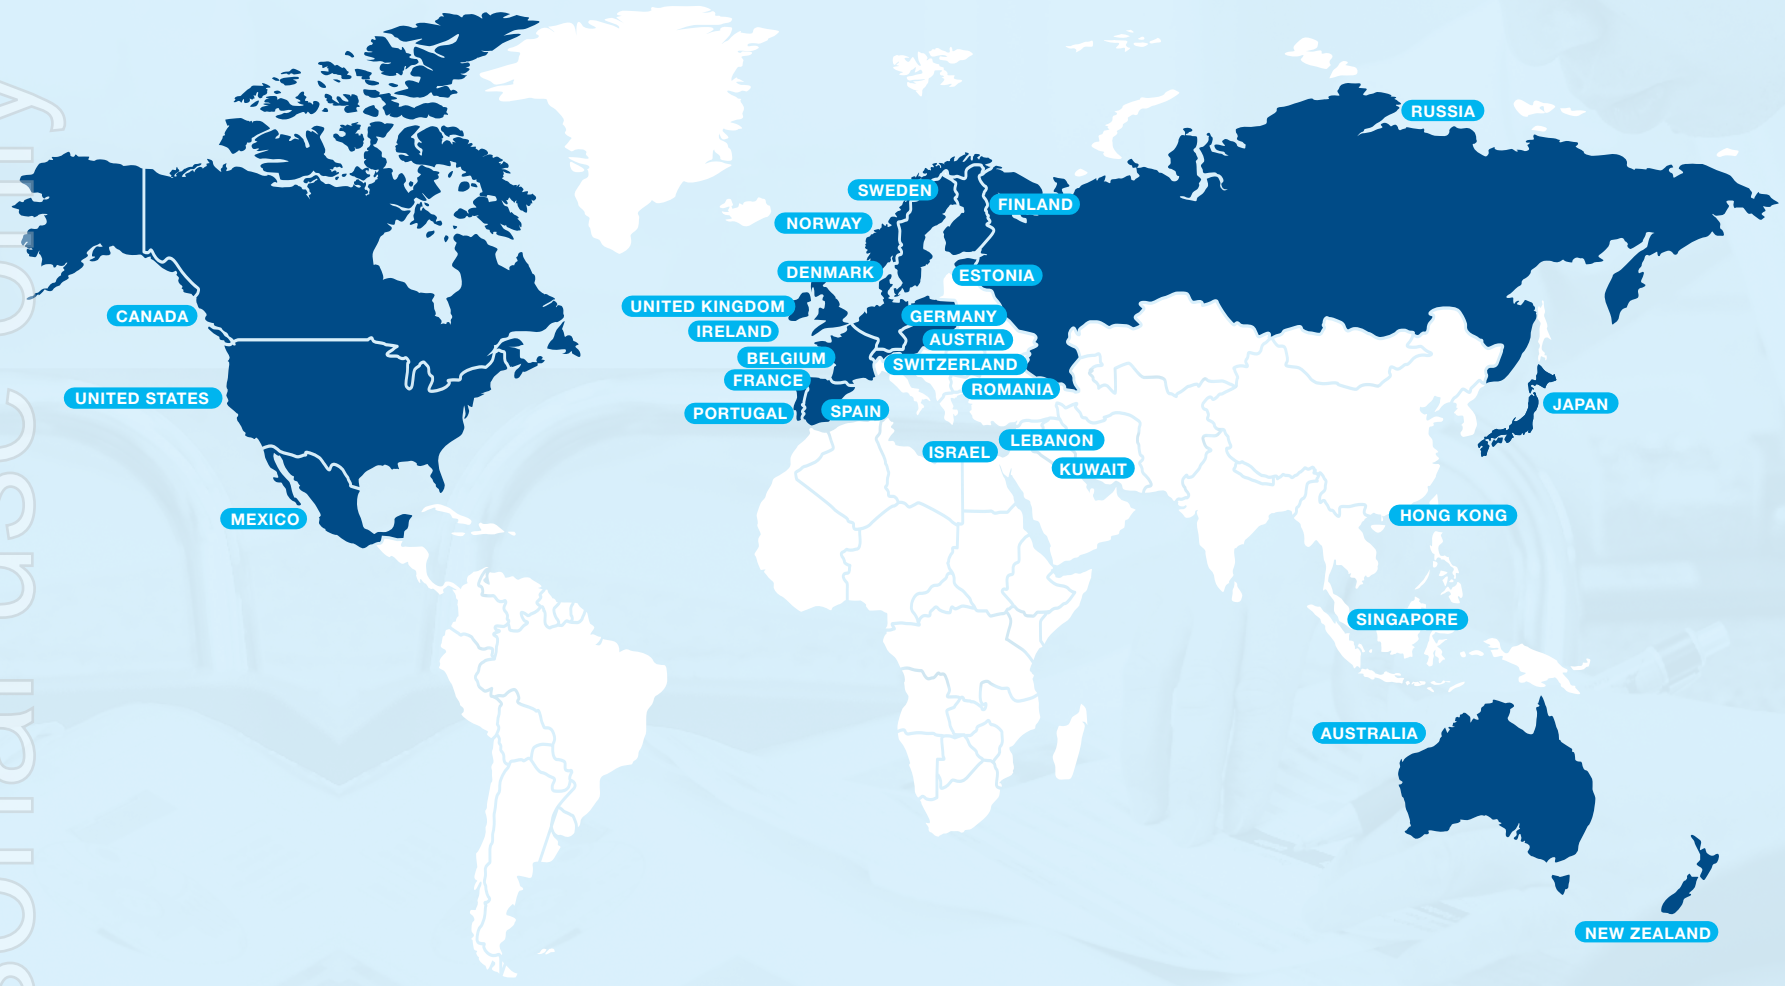 RUSSIA
SWEDEN
FINLAND
NORWAY
DENMARK
ESTONIA
UNITED KINGDOM
CANADA
GERMANY
IRELAND
AUSTRIA
BELGIUM
SWITZERLAND
FRANCE
ROMANIA
UNITED STATES
JAPAN
PORTUGAL
SPAIN
LEBANON
ISRAEL
KUWAIT
HONG KONG
MEXICO
SINGAPORE
AUSTRALIA
NEW ZEALAND